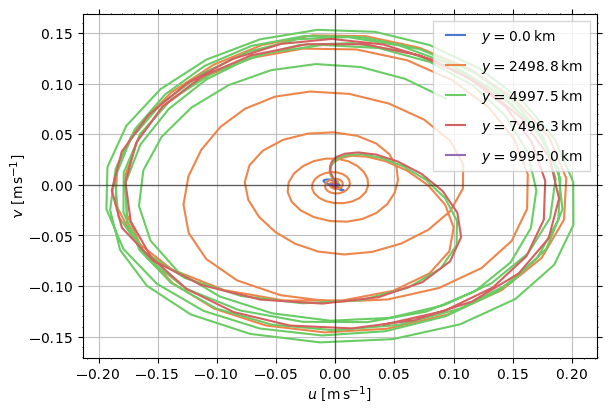 0.15
0.10
0.05
0.00
−0.05
−0.10
−0.15
v [m s⁻¹]
y = 0.0 km
y = 2498.8 km
y = 4997.5 km
y = 7496.3 km
y = 9995.0 km
−0.20 −0.15 −0.10 −0.05 0.00 0.05 0.10 0.15 0.20
u [m s⁻¹]